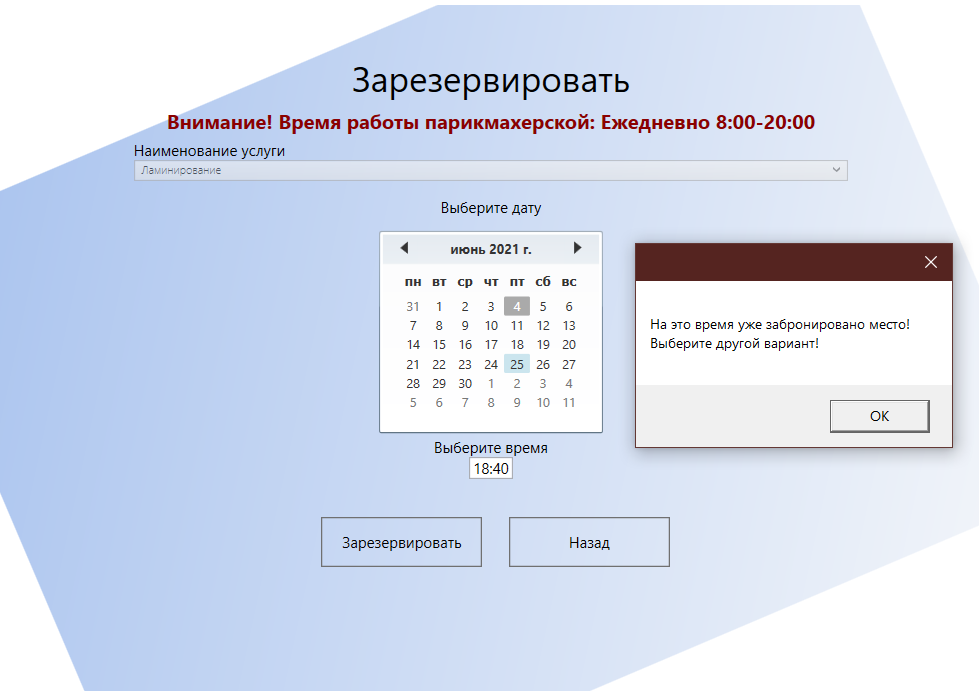 Зарезервировать
Внимание! Время работы парикмахерской: Ежедневно 8:00-20:00
Наименование услуги
Ламинирование
Выберите дату
июнь 2021 г.
пн вт ср чт пт сб вс
31 1 2 3 4 5 6
7 8 9 10 11 12 13
14 15 16 17 18 19 20
21 22 23 24 25 26 27
28 29 30 1 2 3 4
5 6 7 8 9 10 11
На это время уже забронировано место!
Выберите другой вариант!
OK
Выберите время
18:40
Зарезервировать
Назад